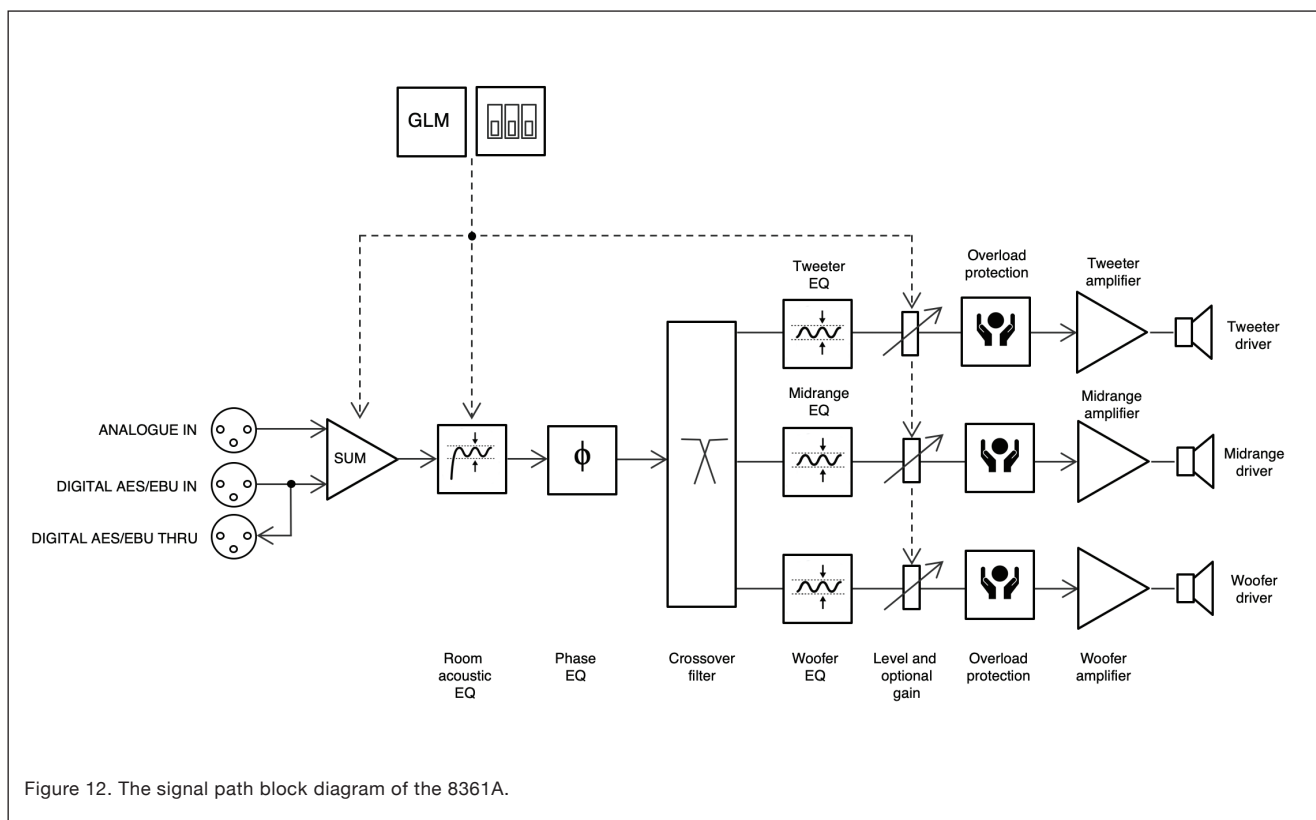 GLM
Tweeter
EQ
Overload
protection
Tweeter
amplifier
Tweeter
driver
ANALOGUE IN
DIGITAL AES/EBU IN
DIGITAL AES/EBU THRU
SUM
ϕ
Midrange
EQ
Midrange
amplifier
Midrange
driver
Woofer
driver
Room
acoustic
EQ
Phase
EQ
Crossover
filter
Woofer
EQ
Level and
optional
gain
Overload
protection
Woofer
amplifier
Figure 12. The signal path block diagram of the 8361A.